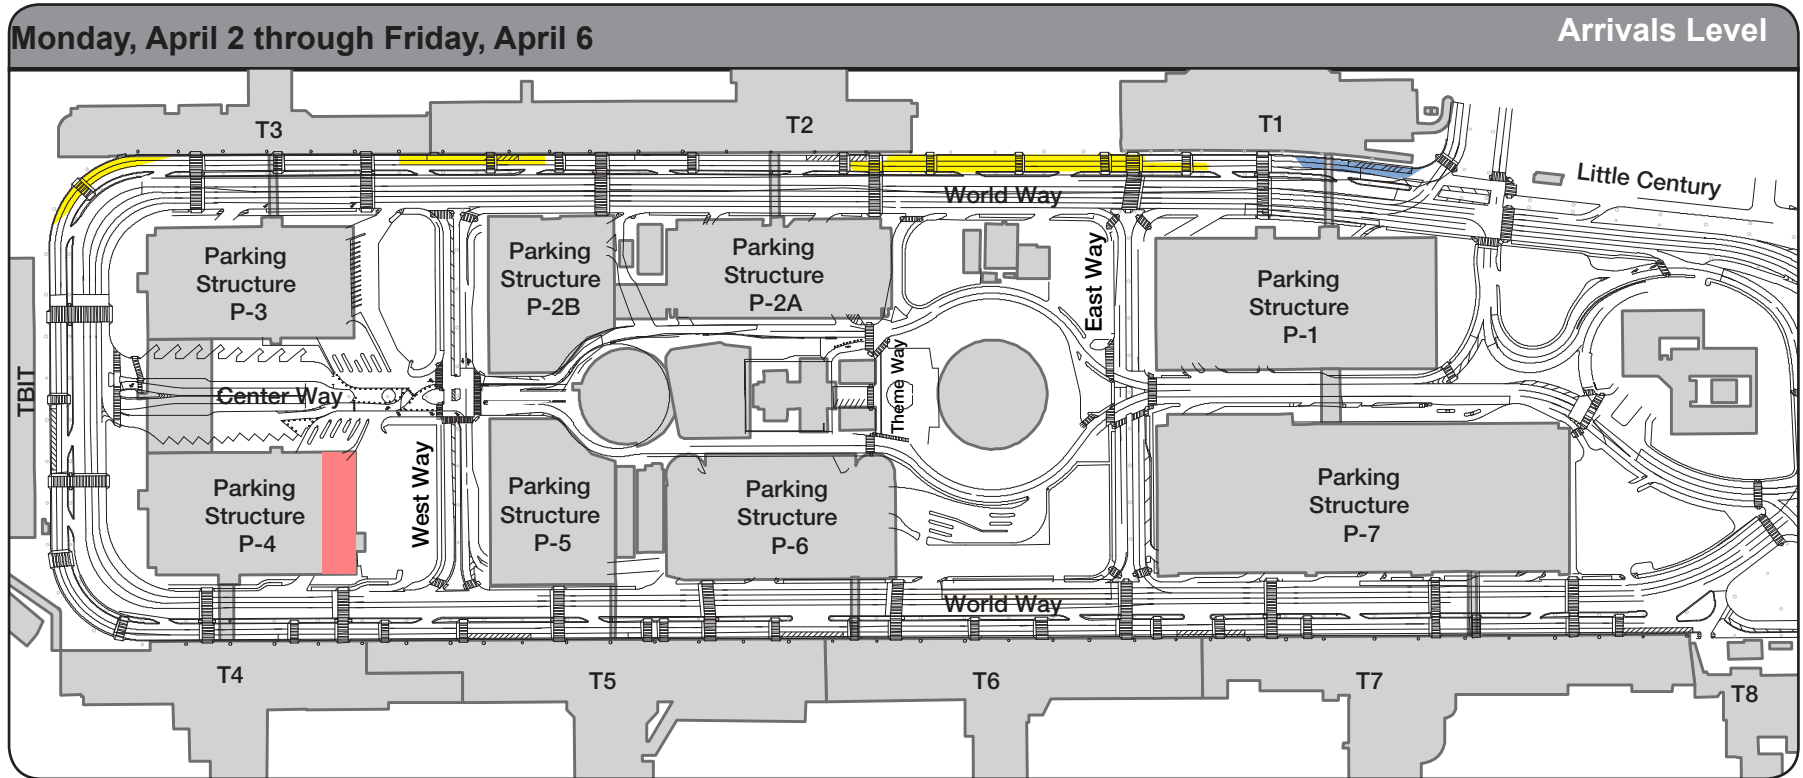 Monday, April 2 through Friday, April 6
Arrivals Level
T3
T2
T1
Little Century
World Way
Parking
Structure
P-3
Parking
Structure
P-2B
Parking
Structure
P-2A
East Way
Parking
Structure
P-1
TBIT
Center Way
Theme Way
West Way
Parking
Structure
P-4
Parking
Structure
P-5
Parking
Structure
P-6
Parking
Structure
P-7
World Way
T4
T5
T6
T7
T8